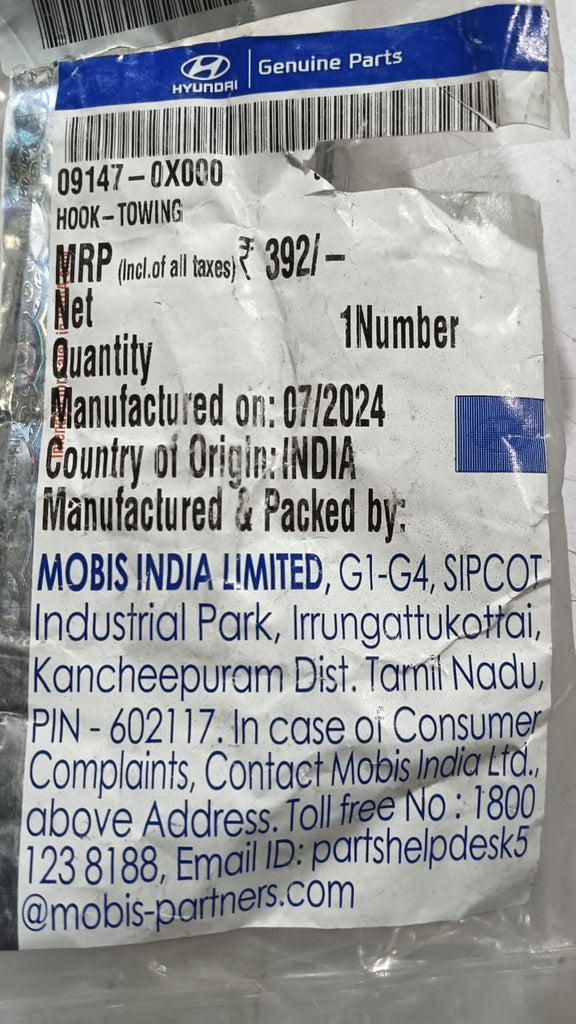 HYUNDAI | Genuine Parts
09147-0X000
HOOK-TOWING
MRP (Incl.of all taxes) ₹ 392/-
Net
Quantity
1Number
Manufactured on: 07/2024
Country of Origin: INDIA
Manufactured & Packed by:
MOBIS INDIA LIMITED, G1-G4, SIPCOT
Industrial Park, Irrungattukottai,
Kancheepuram Dist. Tamil Nadu,
PIN - 602117. In case of Consumer
Complaints, Contact Mobis India Ltd.,
above Address. Toll free No : 1800
123 8188, Email ID: partshelpdesk5
@mobis-partners.com